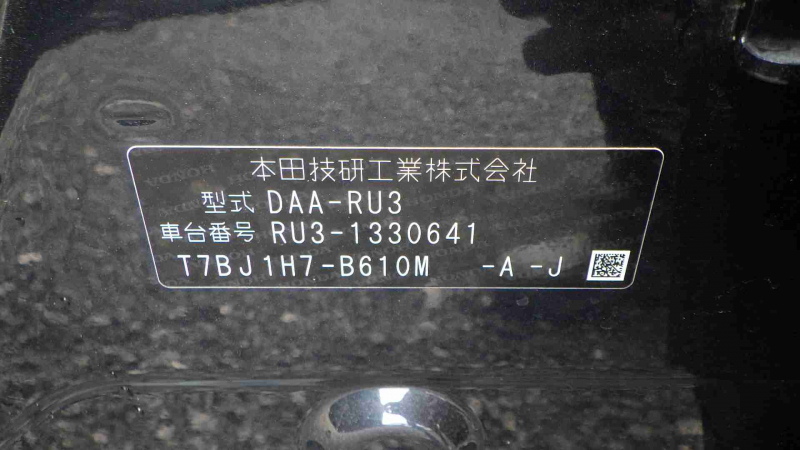 本田技研工業株式会社
型式 DAA-RU3
車台番号 RU3-1330641
T7BJ1H7-B610M -A -J